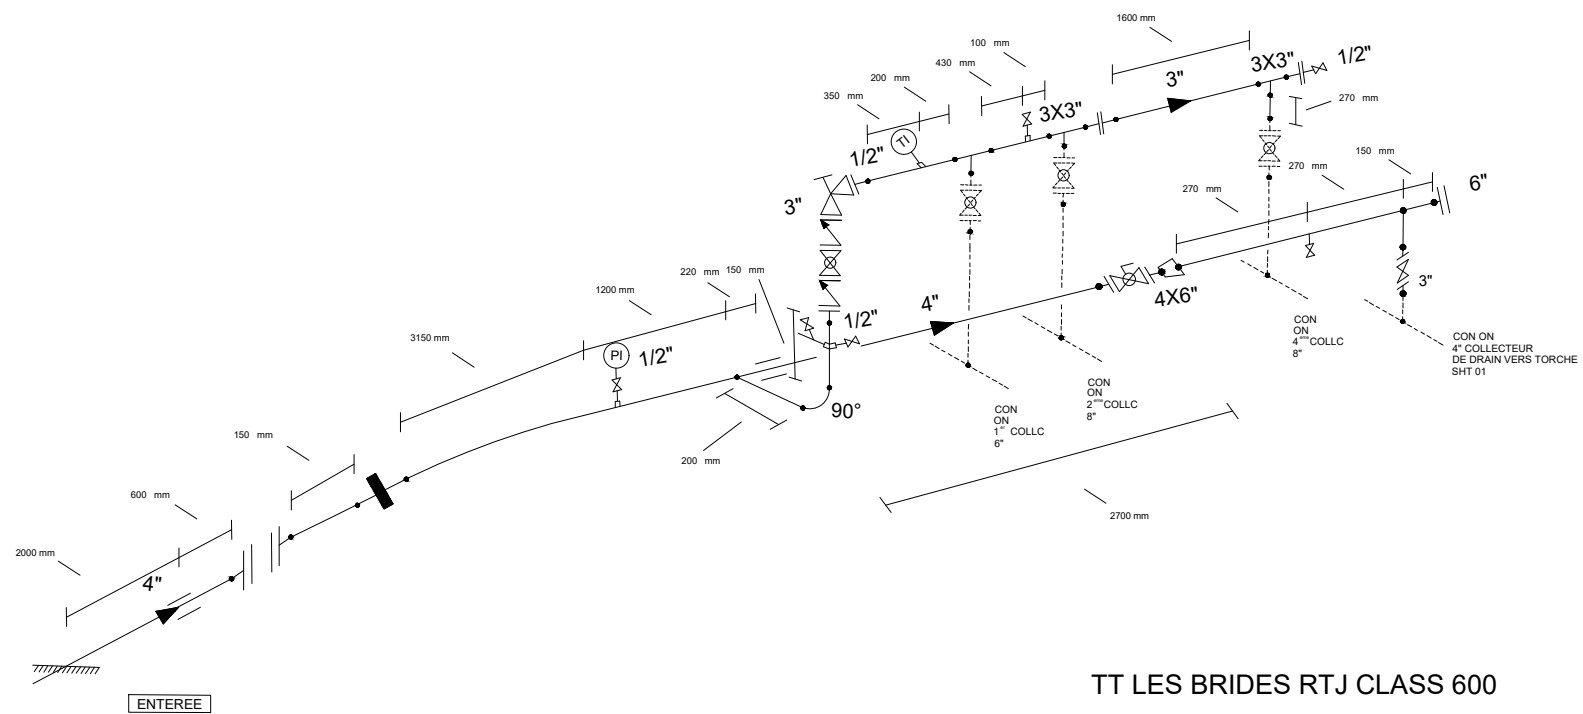 1600 mm
100 mm
430 mm
200 mm
350 mm
3"
3X3"
1/2"
270 mm
3X3"
1/2"
TI
3"
150 mm
270 mm
270 mm
6"
220 mm
150 mm
1200 mm
3150 mm
1/2"
4"
4X6"
3"
PI
1/2"
90°
200 mm
CON
ON
4ème COLLC
8"
CON ON
4" COLLECTEUR
DE DRAIN VERS TORCHE
SHT 01
CON
ON
2ème COLLC
8"
CON
ON
1er COLLC
6"
150 mm
600 mm
2000 mm
4"
2700 mm
ENTEREE
TT LES BRIDES RTJ CLASS 600